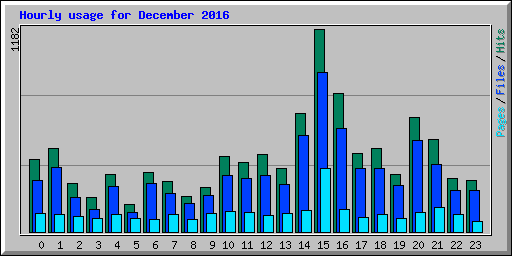 Hourly usage for December 2016
1182
Pages/Files/Hits
0 1 2 3 4 5 6 7 8 9 10 11 12 13 14 15 16 17 18 19 20 21 22 23